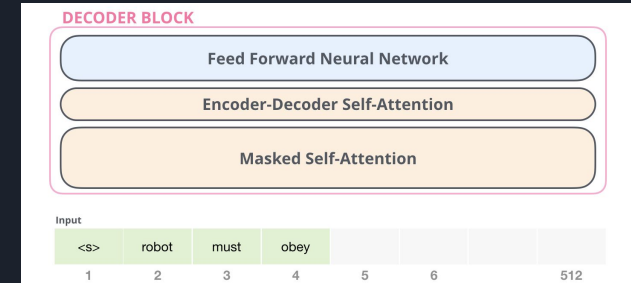 DECODER BLOCK
Feed Forward Neural Network
Encoder-Decoder Self-Attention
Masked Self-Attention
Input
<s> robot must obey
1 2 3 4 5 6 512